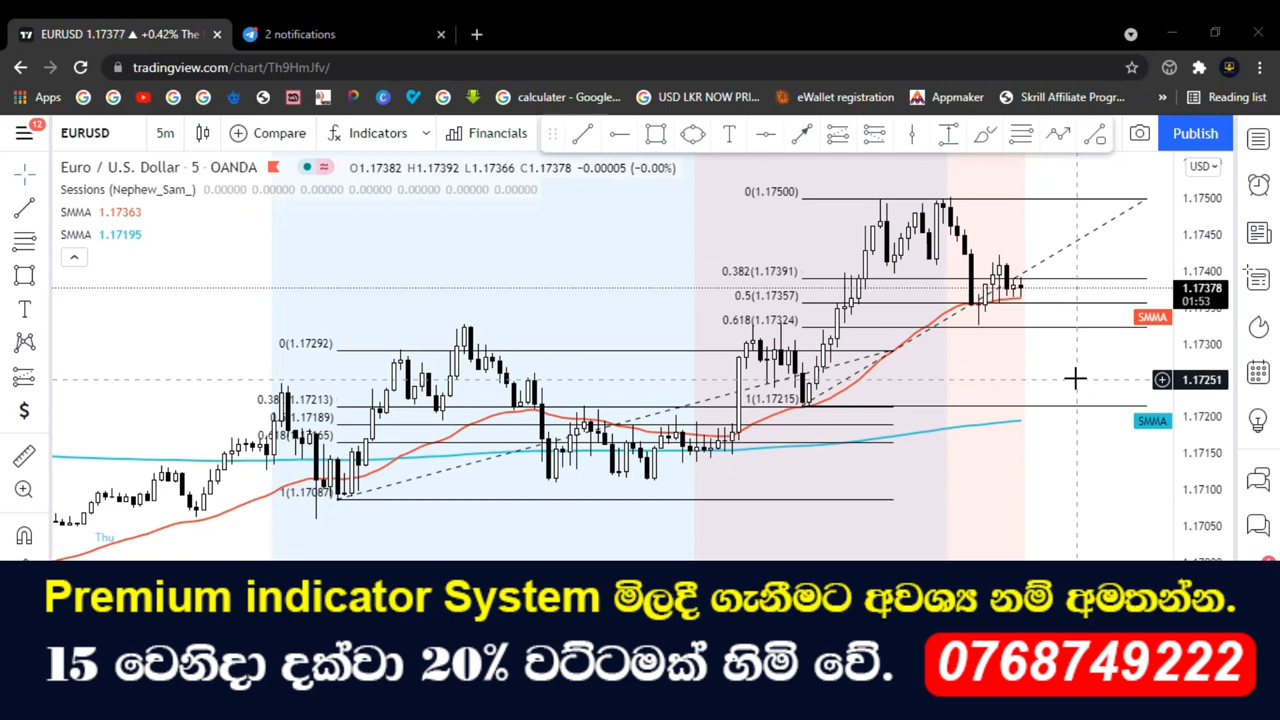 EURUSD 1.17377 ▲ +0.42% The
2 notifications
tradingview.com/chart/Th9HmJfv/
Apps
calculater - Google...
USD LKR NOW PRI...
eWallet registration
Appmaker
Skrill Affiliate Progr...
»
Reading list
12
EURUSD
5m
Compare
Indicators
Financials
Publish
Euro / U.S. Dollar · 5 · OANDA
O1.17382 H1.17392 L1.17366 C1.17378 -0.00005 (-0.00%)
USD
Sessions (Nephew_Sam_) 0.00000 0.00000 0.00000 0.00000 0.00000 0.00000 0.00000 0.00000
SMMA 1.17363
SMMA 1.17195
0(1.17500)
0.382(1.17391)
0.5(1.17357)
0.618(1.17324)
1(1.17215)
0(1.17292)
1(1.17087)
1.17500
1.17450
1.17400
1.17378
01:53
SMMA
1.17300
1.17251
1.17200
SMMA
1.17150
1.17100
1.17050
Thu
Premium indicator System මිලදී ගැනීමට අවශ්‍ය නම් අමතන්න.
15 වෙනිදා දක්වා 20% වට්ටමක් හිමි වේ.
0768749222